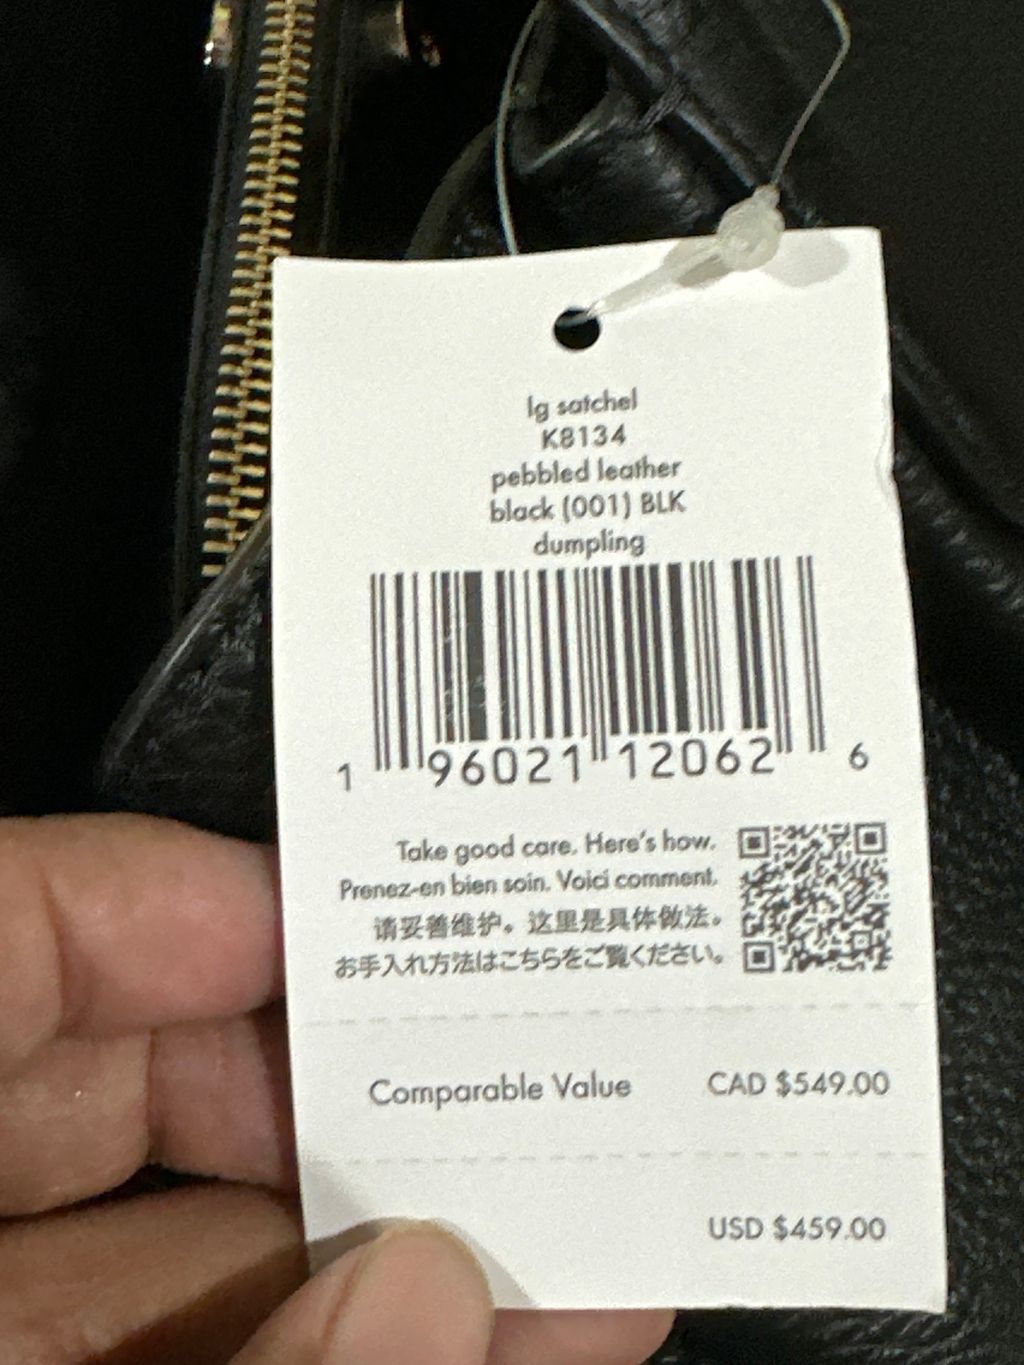 lg satchel
K8134
pebbled leather
black (001) BLK
dumpling
1 96021 12062 6
Take good care. Here's how.
Prenez-en bien soin. Voici comment.
请妥善维护。这里是具体做法。
お手入れ方法はこちらをご覧ください。
Comparable Value CAD $549.00
USD $459.00